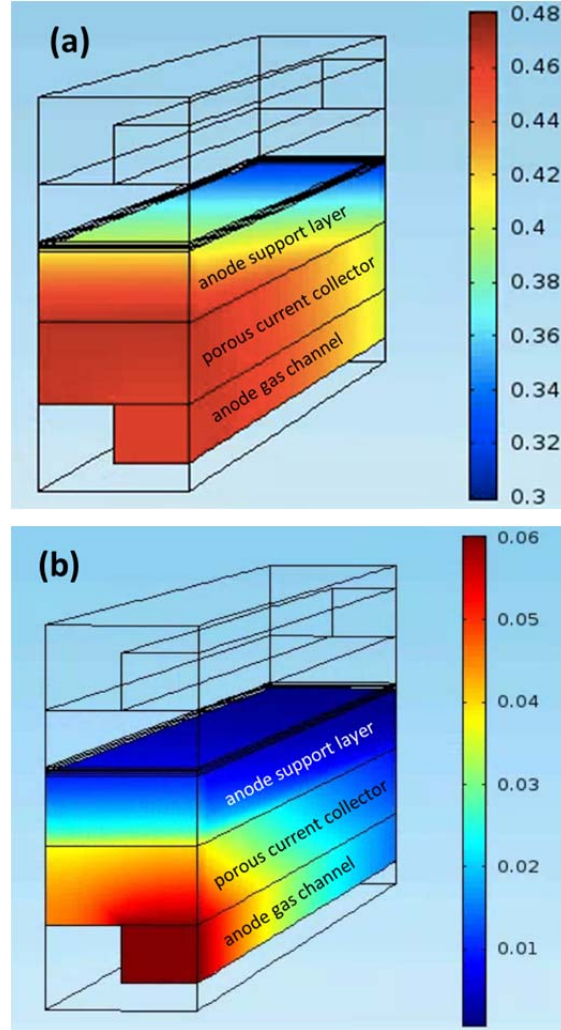 (a)
0.48
0.46
0.44
0.42
0.4
0.38
0.36
0.34
0.32
0.3
anode support layer
porous current collector
anode gas channel
(b)
0.06
0.05
0.04
0.03
0.02
0.01
anode support layer
porous current collector
anode gas channel